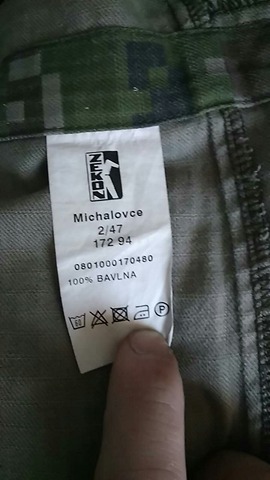 ZEKON
Michalovce
2/47
172 94
0801000170480
100% BAVLNA
P